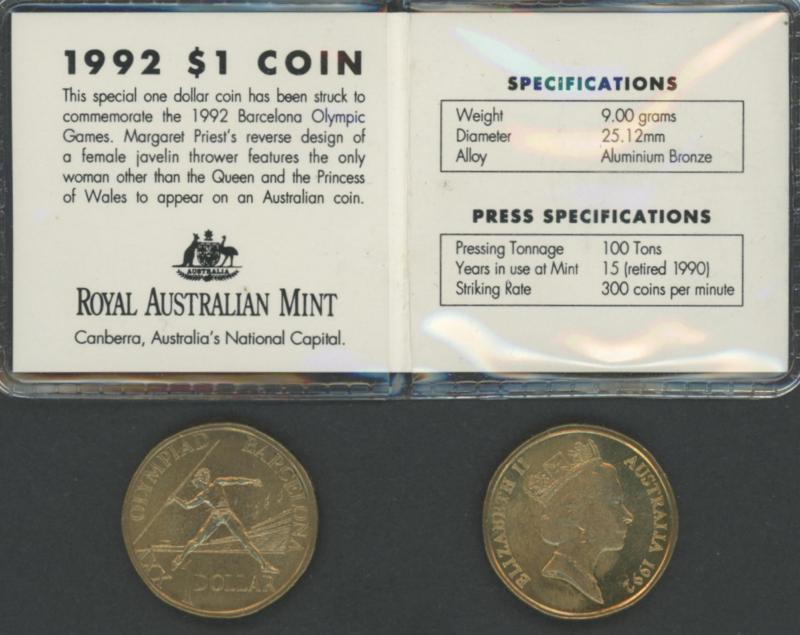 1992 $1 COIN
This special one dollar coin has been struck to
commemorate the 1992 Barcelona Olympic
Games. Margaret Priest's reverse design of
a female javelin thrower features the only
woman other than the Queen and the Princess
of Wales to appear on an Australian coin.
AUSTRALIA
ROYAL AUSTRALIAN MINT
Canberra, Australia's National Capital.
SPECIFICATIONS
Weight 9.00 grams
Diameter 25.12mm
Alloy Aluminium Bronze
PRESS SPECIFICATIONS
Pressing Tonnage 100 Tons
Years in use at Mint 15 (retired 1990)
Striking Rate 300 coins per minute
XXV OLYMPIAD BARCELONA
1 DOLLAR
ELIZABETH II AUSTRALIA 1992